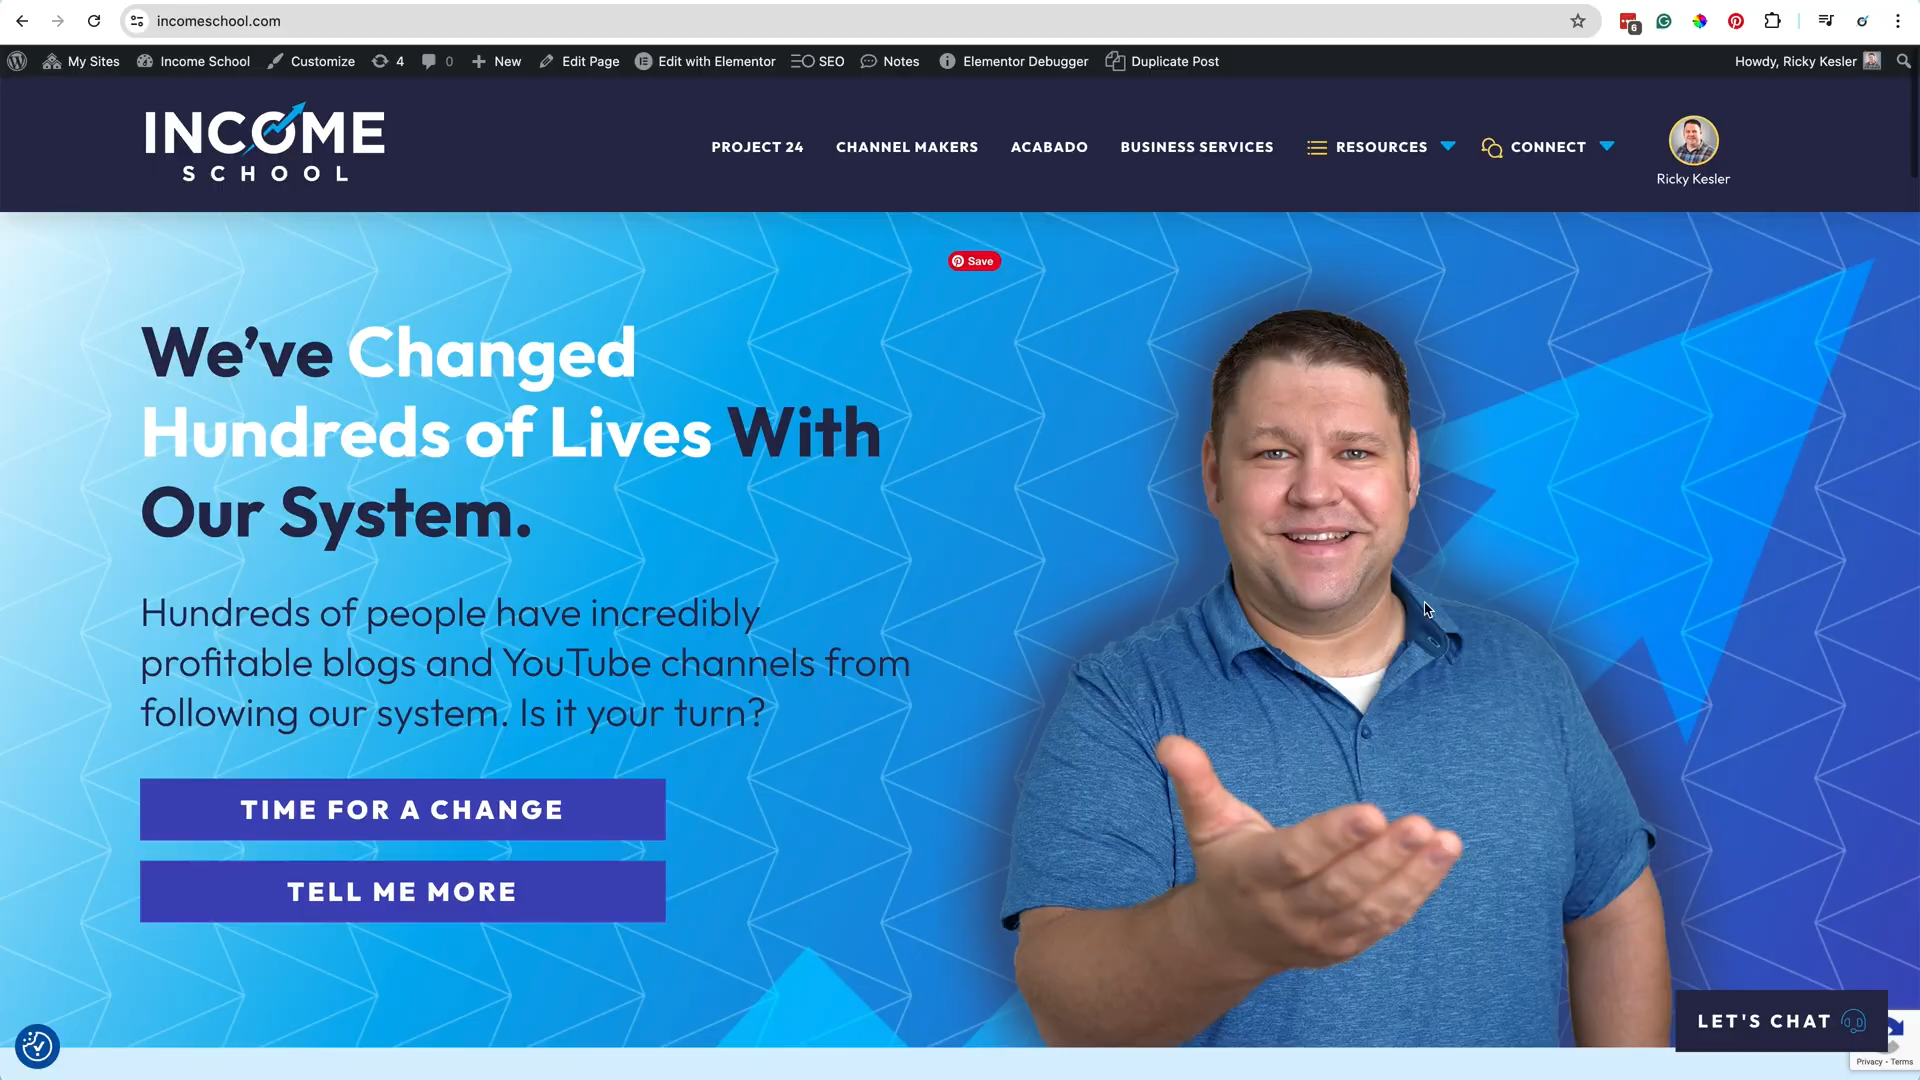 incomeschool.com
6
My Sites
Income School
Customize
4
0
New
Edit Page
Edit with Elementor
SEO
Notes
Elementor Debugger
Duplicate Post
Howdy, Ricky Kesler
INCOME
SCHOOL
PROJECT 24
CHANNEL MAKERS
ACABADO
BUSINESS SERVICES
RESOURCES
CONNECT
Ricky Kesler
Save
We’ve Changed
Hundreds of Lives With
Our System.
Hundreds of people have incredibly
profitable blogs and YouTube channels from
following our system. Is it your turn?
TIME FOR A CHANGE
TELL ME MORE
LET'S CHAT
Privacy - Terms